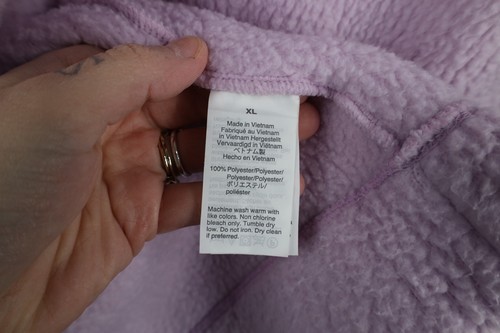 XL
Made in Vietnam
Fabriqué au Vietnam
in Vietnam Hergestellt
Vervaardigd in Vietnam
ベトナム製
Hecho en Vietnam
100% Polyester/Polyester/
Polyester/Polyester/
ポリエステル/
poliéster
Machine wash warm with
like colors. Non chlorine
bleach only. Tumble dry
low. Do not iron. Dry clean
if preferred.